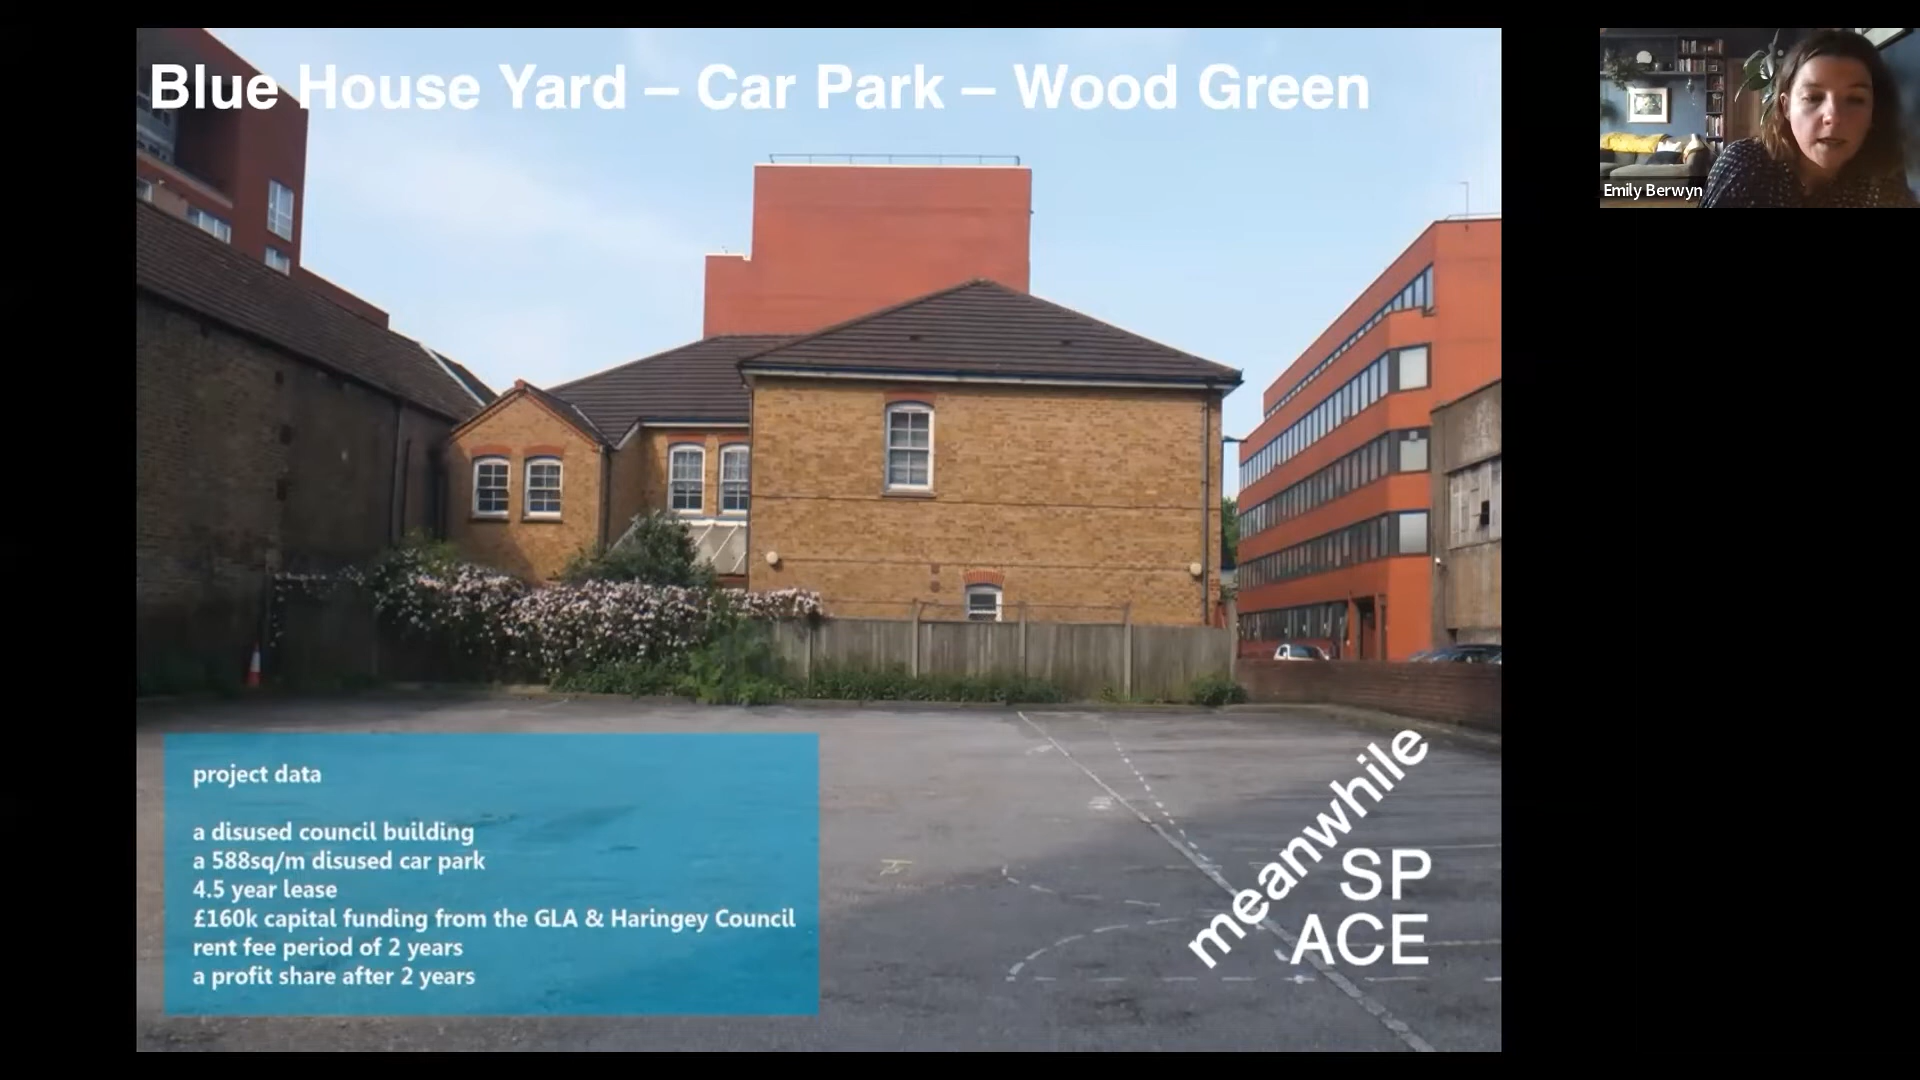 Blue House Yard – Car Park – Wood Green
Emily Berwyn
project data
a disused council building
a 588sq/m disused car park
4.5 year lease
£160k capital funding from the GLA & Haringey Council
rent fee period of 2 years
a profit share after 2 years
meanwhile
SP
ACE